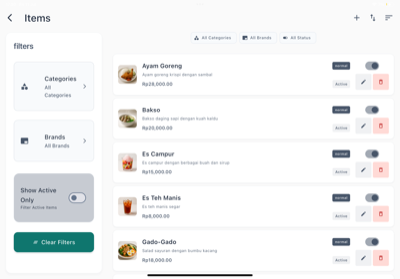 Items
All Categories
All Brands
All Status
filters
Categories
All
Categories
Brands
All Brands
Show Active
Only
Filter Active Items
Clear Filters
Ayam Goreng
Ayam goreng krispi dengan sambal
Rp28,000.00
normal
Active
Bakso
Bakso daging sapi dengan kuah kaldu
Rp20,000.00
normal
Active
Es Campur
Es campur dengan berbagai buah dan sirup
Rp15,000.00
normal
Active
Es Teh Manis
Es teh manis segar
Rp8,000.00
normal
Active
Gado-Gado
Salad sayuran dengan bumbu kacang
Rp18,000.00
normal
Active